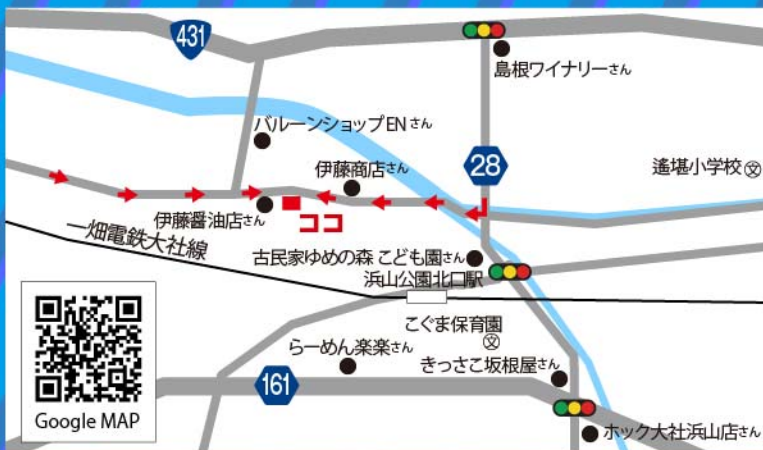 431
島根ワイナリーさん
バルーンショップENさん
28
伊藤商店さん
遙堪小学校 文
伊藤醤油店さん
ココ
一畑電鉄大社線
古民家ゆめの森 こども園さん
浜山公園北口駅
こぐま保育園
文
らーめん楽楽さん
きっさこ坂根屋さん
161
Google MAP
ホック大社浜山店さん